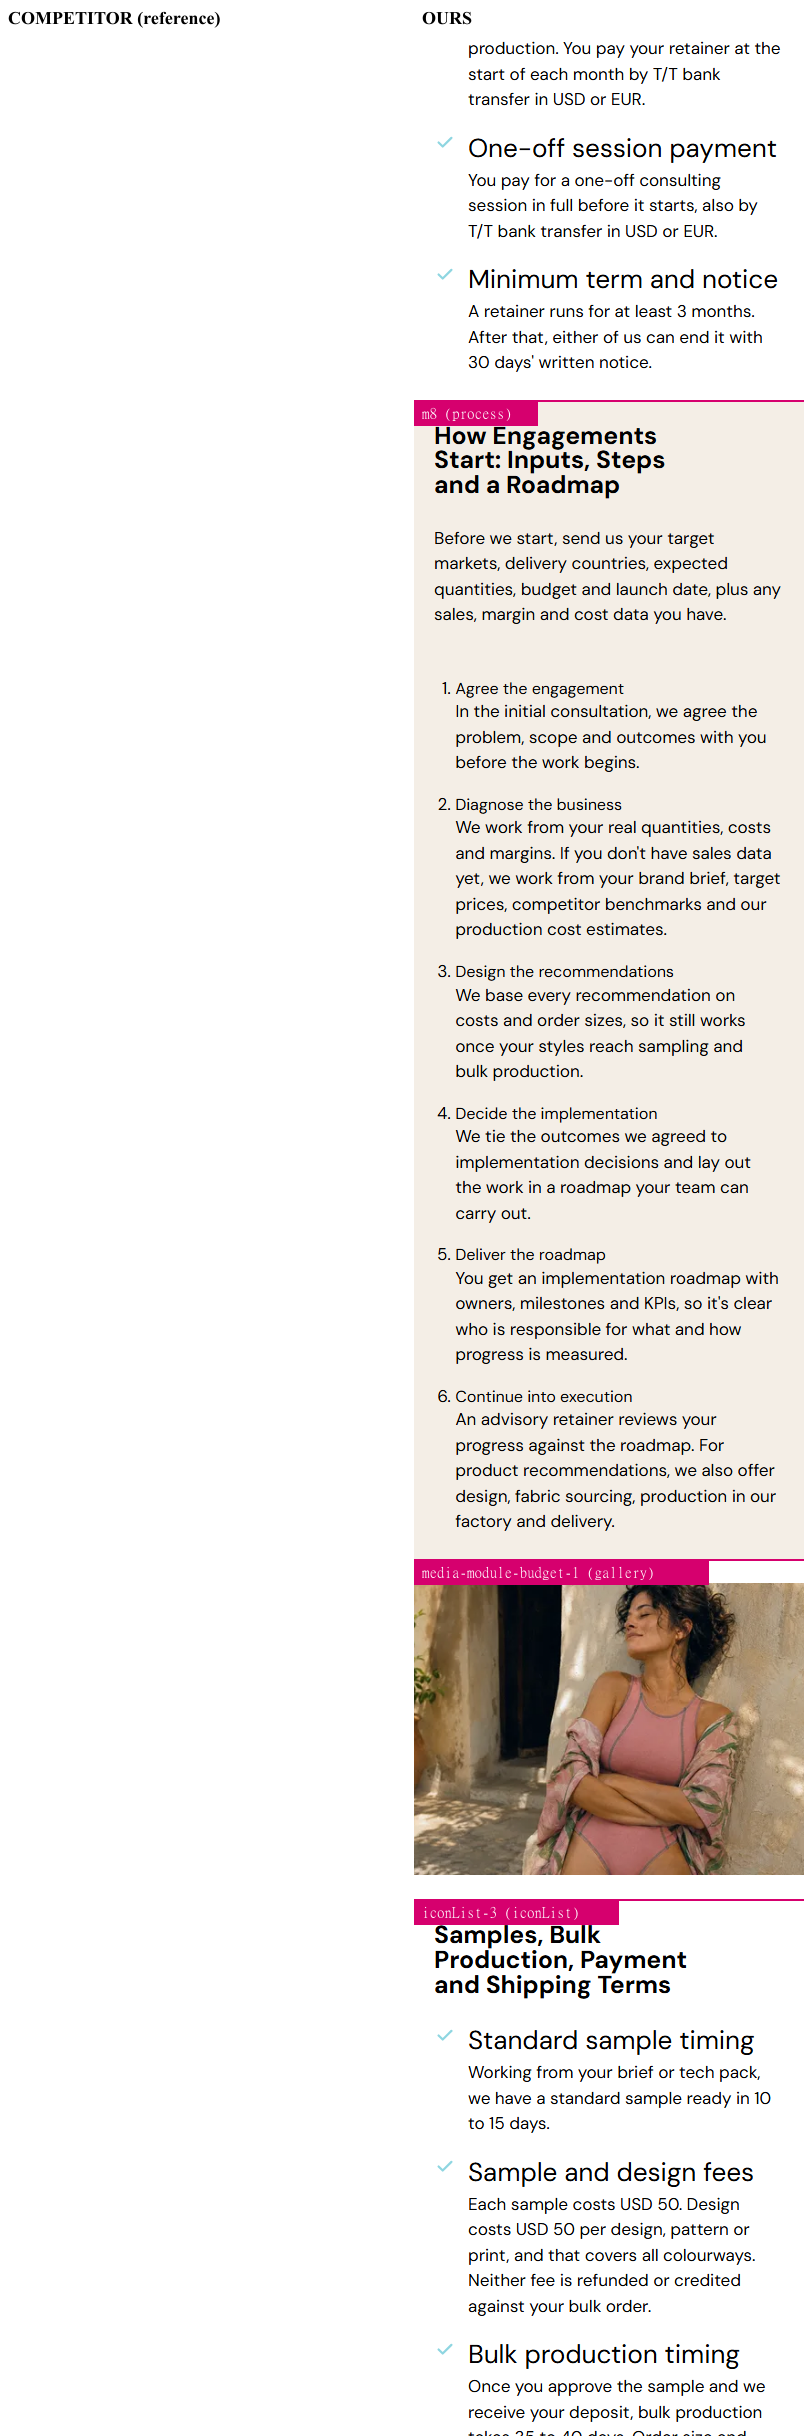 COMPETITOR (reference)
OURS
production. You pay your retainer at the
start of each month by T/T bank
transfer in USD or EUR.
One-off session payment
You pay for a one-off consulting
session in full before it starts, also by
T/T bank transfer in USD or EUR.
Minimum term and notice
A retainer runs for at least 3 months.
After that, either of us can end it with
30 days' written notice.
m8 (process)
How Engagements
Start: Inputs, Steps
and a Roadmap
Before we start, send us your target
markets, delivery countries, expected
quantities, budget and launch date, plus any
sales, margin and cost data you have.
1. Agree the engagement
In the initial consultation, we agree the
problem, scope and outcomes with you
before the work begins.
2. Diagnose the business
We work from your real quantities, costs
and margins. If you don't have sales data
yet, we work from your brand brief, target
prices, competitor benchmarks and our
production cost estimates.
3. Design the recommendations
We base every recommendation on
costs and order sizes, so it still works
once your styles reach sampling and
bulk production.
4. Decide the implementation
We tie the outcomes we agreed to
implementation decisions and lay out
the work in a roadmap your team can
carry out.
5. Deliver the roadmap
You get an implementation roadmap with
owners, milestones and KPIs, so it's clear
who is responsible for what and how
progress is measured.
6. Continue into execution
An advisory retainer reviews your
progress against the roadmap. For
product recommendations, we also offer
design, fabric sourcing, production in our
factory and delivery.
media-module-budget-1 (gallery)
iconList-3 (iconList)
Samples, Bulk
Production, Payment
and Shipping Terms
Standard sample timing
Working from your brief or tech pack,
we have a standard sample ready in 10
to 15 days.
Sample and design fees
Each sample costs USD 50. Design
costs USD 50 per design, pattern or
print, and that covers all colourways.
Neither fee is refunded or credited
against your bulk order.
Bulk production timing
Once you approve the sample and we
receive your deposit, bulk production
takes 35 to 40 days. Order size and